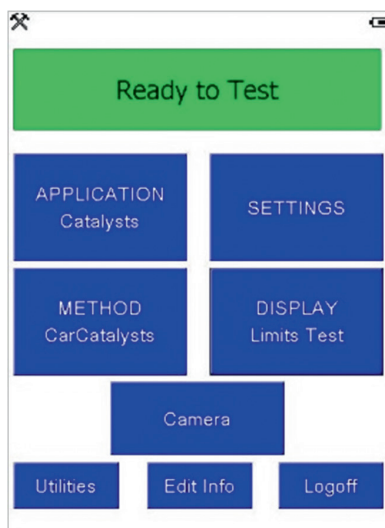 Ready to Test
APPLICATION
Catalysts
SETTINGS
METHOD
CarCatalysts
DISPLAY
Limits Test
Camera
Utilities
Edit Info
Logoff